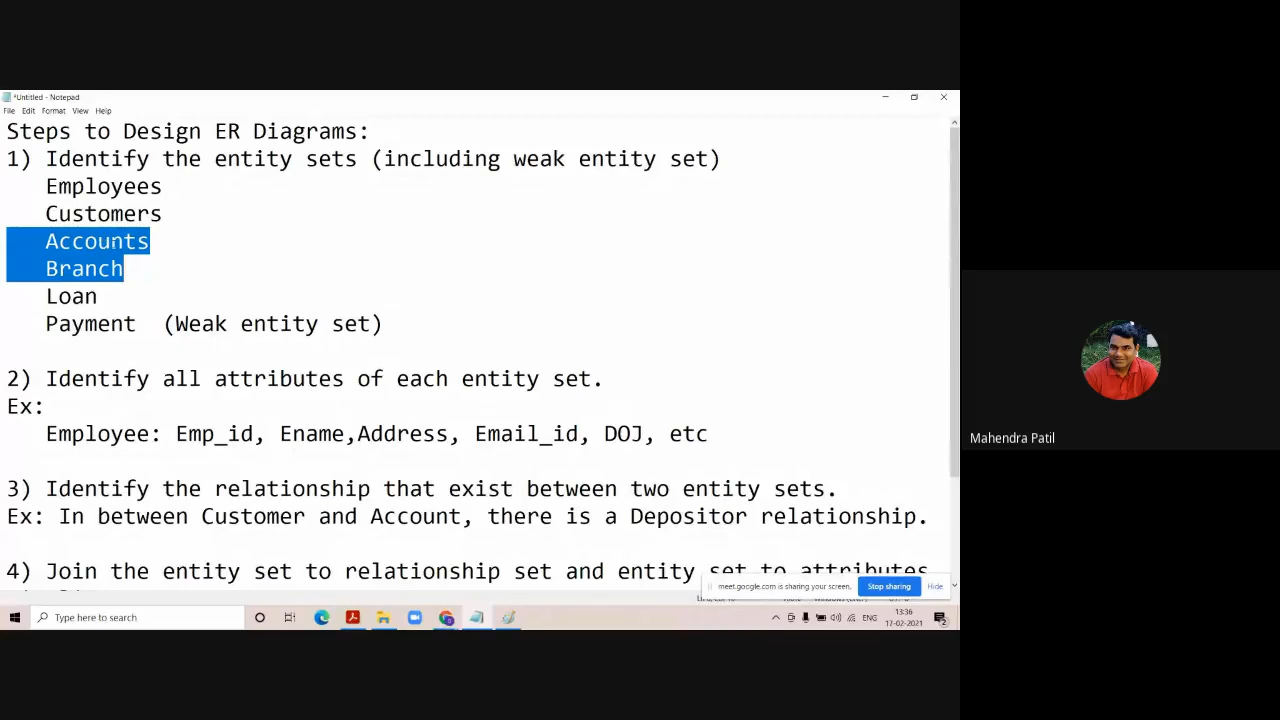 *Untitled - Notepad
File Edit Format View Help
Steps to Design ER Diagrams:
1) Identify the entity sets (including weak entity set)
Employees
Customers
Accounts
Branch
Loan
Payment (Weak entity set)
2) Identify all attributes of each entity set.
Ex:
Employee: Emp_id, Ename,Address, Email_id, DOJ, etc
3) Identify the relationship that exist between two entity sets.
Ex: In between Customer and Account, there is a Depositor relationship.
4) Join the entity set to relationship set and entity set to attributes
meet.google.com is sharing your screen.
Stop sharing
Hide
Type here to search
ENG
13:36
17-02-2021
2
Mahendra Patil